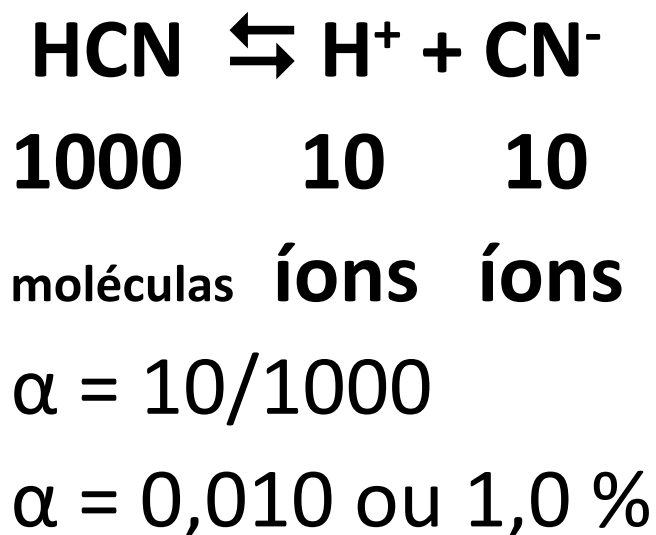 HCN ⇆ H⁺ + CN⁻
1000 10 10
moléculas íons íons
α = 10/1000
α = 0,010 ou 1,0 %